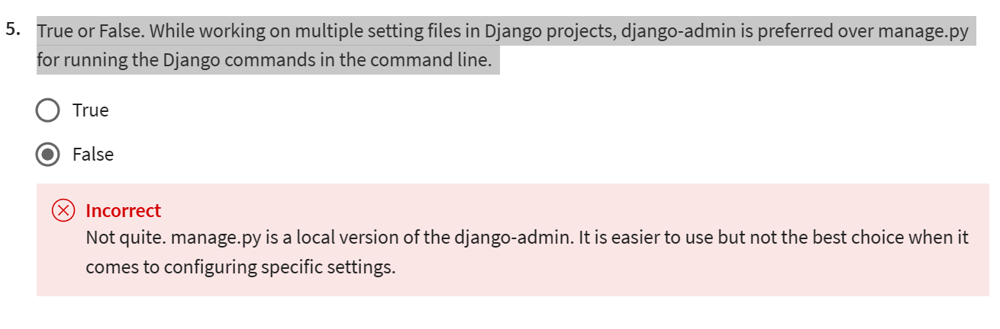 5. True or False. While working on multiple setting files in Django projects, django-admin is preferred over manage.py
for running the Django commands in the command line.
True
False
Incorrect
Not quite. manage.py is a local version of the django-admin. It is easier to use but not the best choice when it
comes to configuring specific settings.